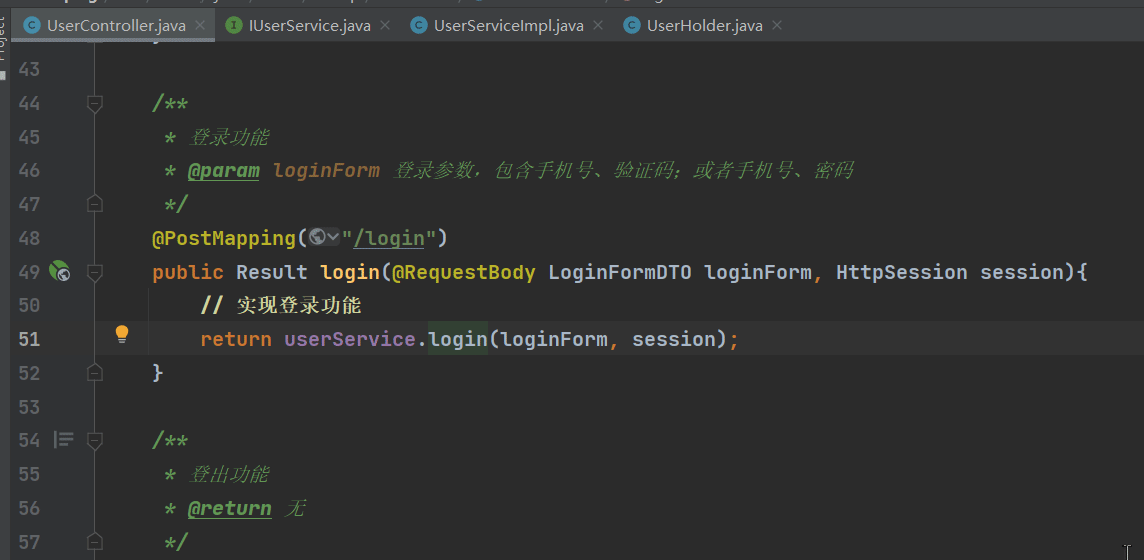 UserController.java IUserService.java UserServiceImpl.java UserHolder.java
43
44 /**
45 * 登录功能
46 * @param loginForm 登录参数，包含手机号、验证码；或者手机号、密码
47 */
48 @PostMapping("/login")
49 public Result login(@RequestBody LoginFormDTO loginForm, HttpSession session){
50 // 实现登录功能
51 return userService.login(loginForm, session);
52 }
53
54 /**
55 * 登出功能
56 * @return 无
57 */